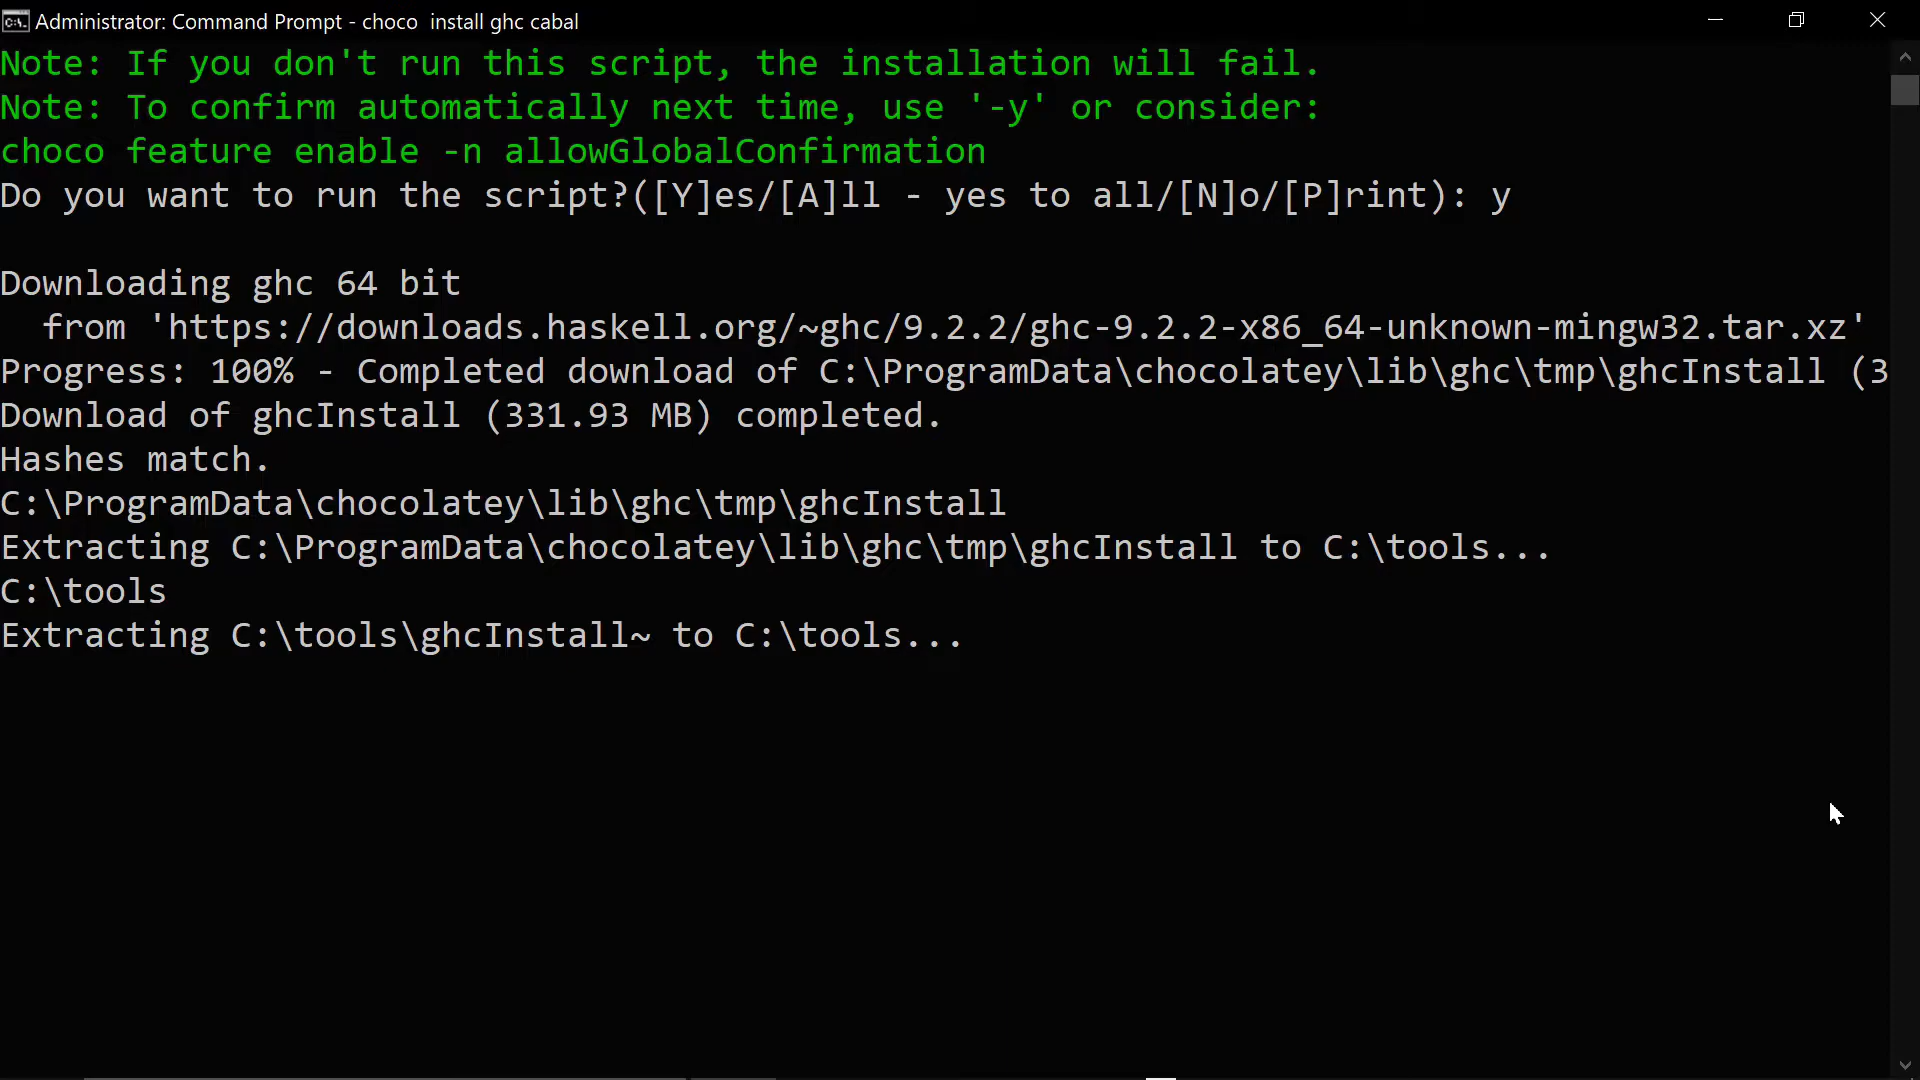 Administrator: Command Prompt - choco  install ghc cabal
Note: If you don't run this script, the installation will fail.
Note: To confirm automatically next time, use '-y' or consider:
choco feature enable -n allowGlobalConfirmation
Do you want to run the script?([Y]es/[A]ll - yes to all/[N]o/[P]rint): y
Downloading ghc 64 bit
  from 'https://downloads.haskell.org/~ghc/9.2.2/ghc-9.2.2-x86_64-unknown-mingw32.tar.xz'
Progress: 100% - Completed download of C:\ProgramData\chocolatey\lib\ghc\tmp\ghcInstall (3
Download of ghcInstall (331.93 MB) completed.
Hashes match.
C:\ProgramData\chocolatey\lib\ghc\tmp\ghcInstall
Extracting C:\ProgramData\chocolatey\lib\ghc\tmp\ghcInstall to C:\tools...
C:\tools
Extracting C:\tools\ghcInstall~ to C:\tools...